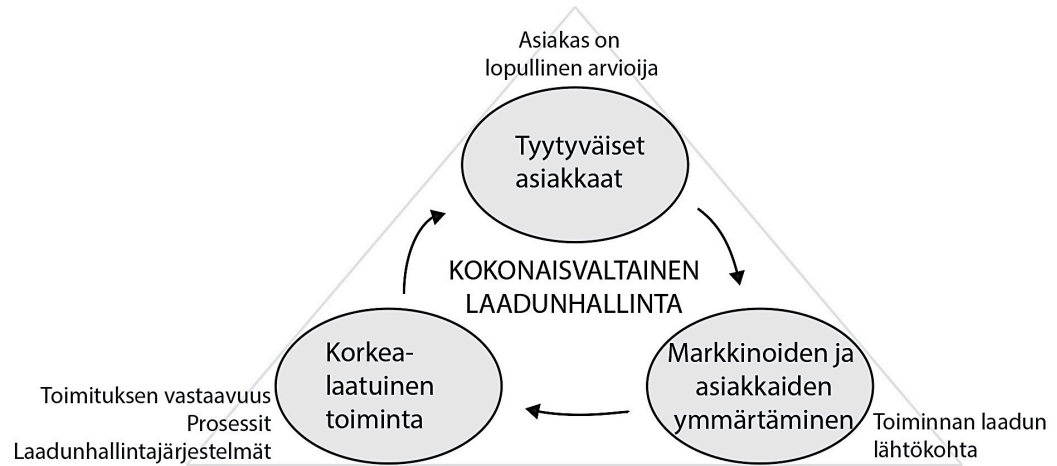 Asiakas on
lopullinen arvioija
Tyytyväiset
asiakkaat
KOKONAISVALTAINEN
LAADUNHALLINTA
Korkea-
laatuinen
toiminta
Markkinoiden ja
asiakkaiden
ymmärtäminen
Toimituksen vastaavuus
Prosessit
Laadunhallintajärjestelmät
Toiminnan laadun
lähtökohta